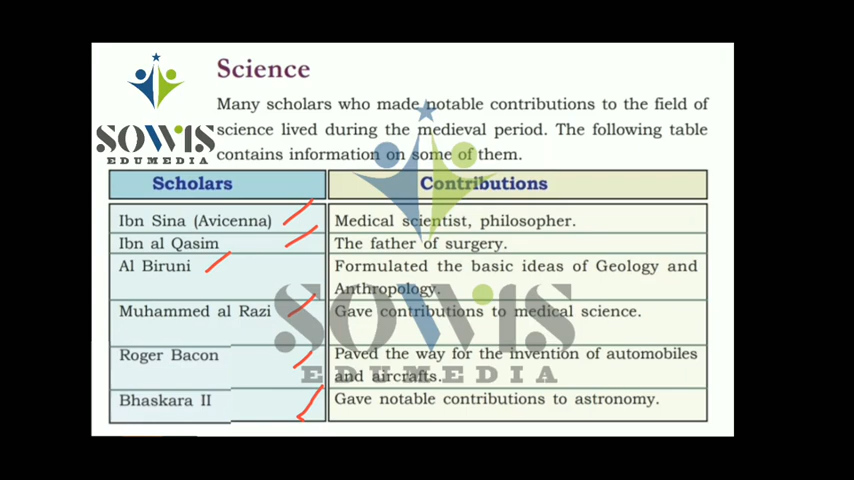 Science
Many scholars who made notable contributions to the field of
SOWiS science lived during the medieval period. The following table
EDUMEDIA contains information on some of them.
Scholars Contributions
Ibn Sina (Avicenna) Medical scientist, philosopher.
Ibn al Qasim The father of surgery.
Al Biruni Formulated the basic ideas of Geology and
Anthropology.
Muhammed al Razi Gave contributions to medical science.
Roger Bacon Paved the way for the invention of automobiles
and aircrafts.
Bhaskara II Gave notable contributions to astronomy.
SOWiS
EDUMEDIA